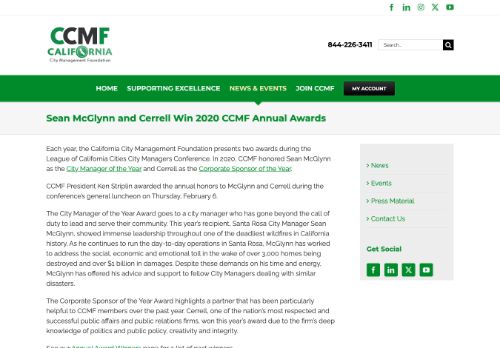 CCMF
CALIFORNIA
City Management Foundation
844-226-3411
Search...
HOME SUPPORTING EXCELLENCE NEWS & EVENTS JOIN CCMF MY ACCOUNT
Sean McGlynn and Cerrell Win 2020 CCMF Annual Awards
Each year, the California City Management Foundation presents two awards during the
League of California Cities City Managers Conference. In 2020, CCMF honored Sean McGlynn
as the City Manager of the Year and Cerrell as the Corporate Sponsor of the Year.
CCMF President Ken Striplin awarded the annual honors to McGlynn and Cerrell during the
conference's general luncheon on Thursday, February 6.
The City Manager of the Year Award goes to a city manager who has gone beyond the call of
duty to lead and serve their community. This year's recipient, Santa Rosa City Manager Sean
McGlynn, showed immense leadership throughout one of the deadliest wildfires in California
history. As he continues to run the day-to-day operations in Santa Rosa, McGlynn has worked
to address the social, economic and emotional toll in the wake of over 3,000 homes being
destroyed and over $1 billion in damages. Despite these demands on his time and energy,
McGlynn has offered his advice and support to fellow City Managers dealing with similar
disasters.
The Corporate Sponsor of the Year Award highlights a partner that has been particularly
helpful to CCMF members over the past year. Cerrell, one of the nation's most respected and
successful public affairs and public relations firms, won this year's award due to the firm's deep
knowledge of politics and public policy, creativity and integrity.
See our Annual Award Winners page for a list of past winners.
> News
> Events
> Press Material
> Contact Us
Get Social